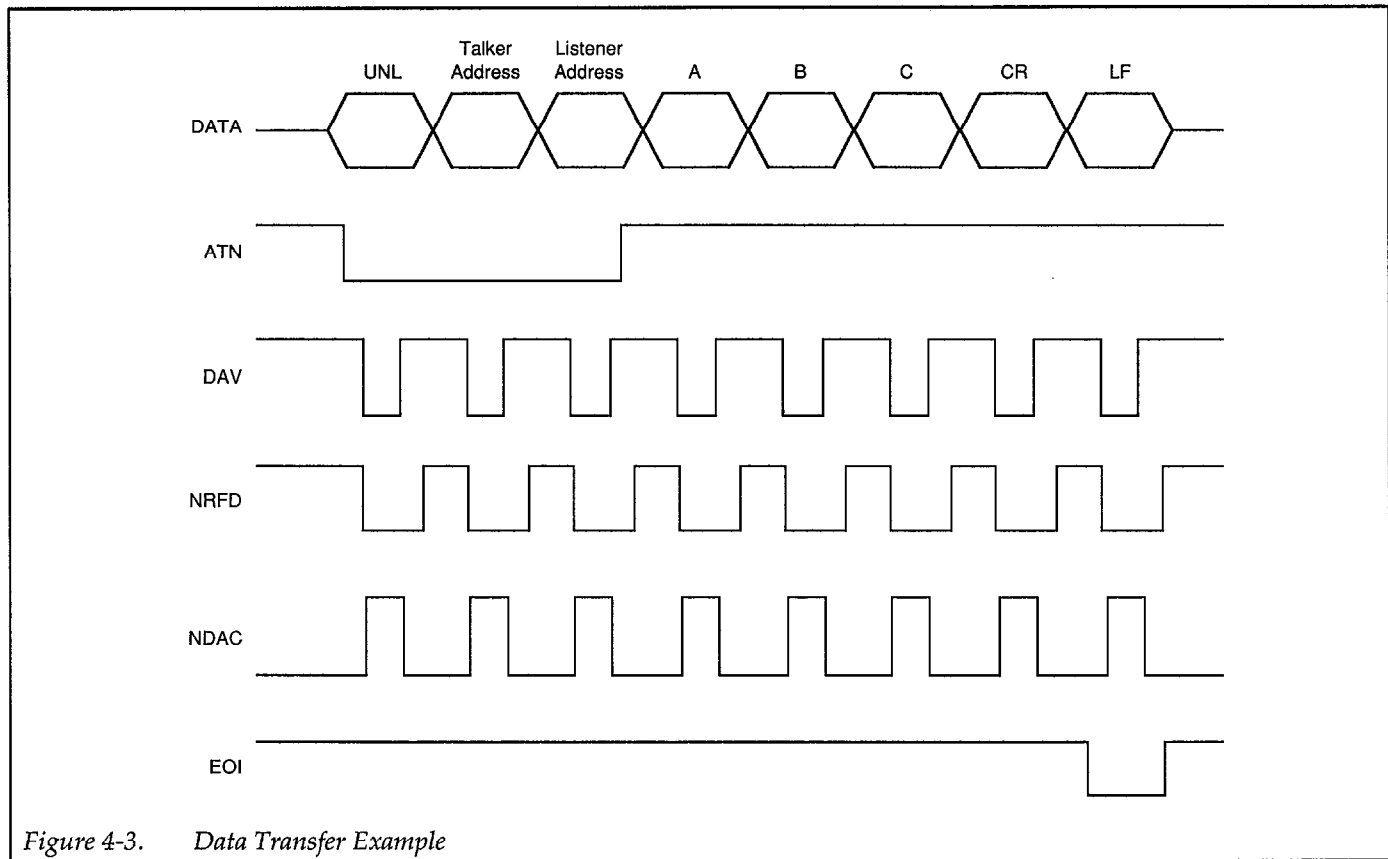 UNL
Talker
Address
Listener
Address
A
B
C
CR
LF
DATA
ATN
DAV
NRFD
NDAC
EOI
Figure 4-3. Data Transfer Example